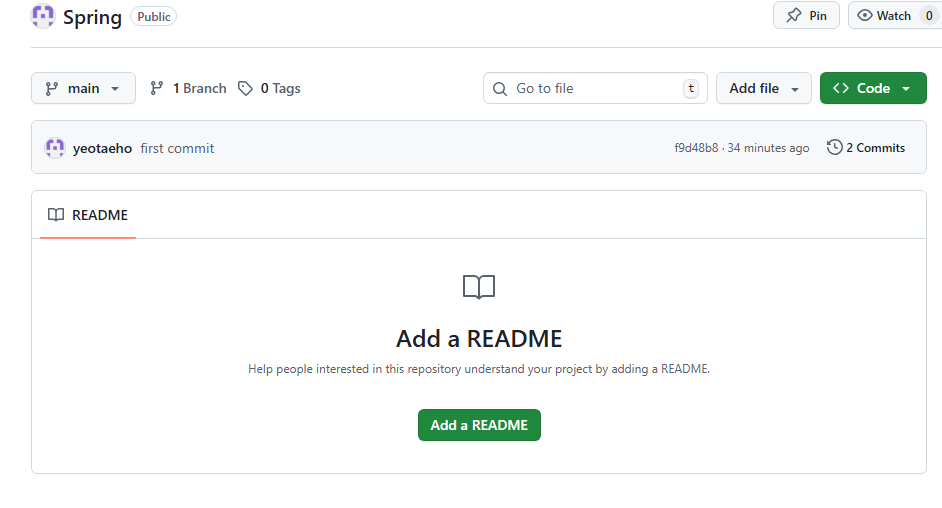 Spring Public Pin Watch 0
main 1 Branch 0 Tags Go to file t Add file Code
yeotaeho first commit f9d48b8 · 34 minutes ago 2 Commits
README
Add a README
Help people interested in this repository understand your project by adding a README.
Add a README